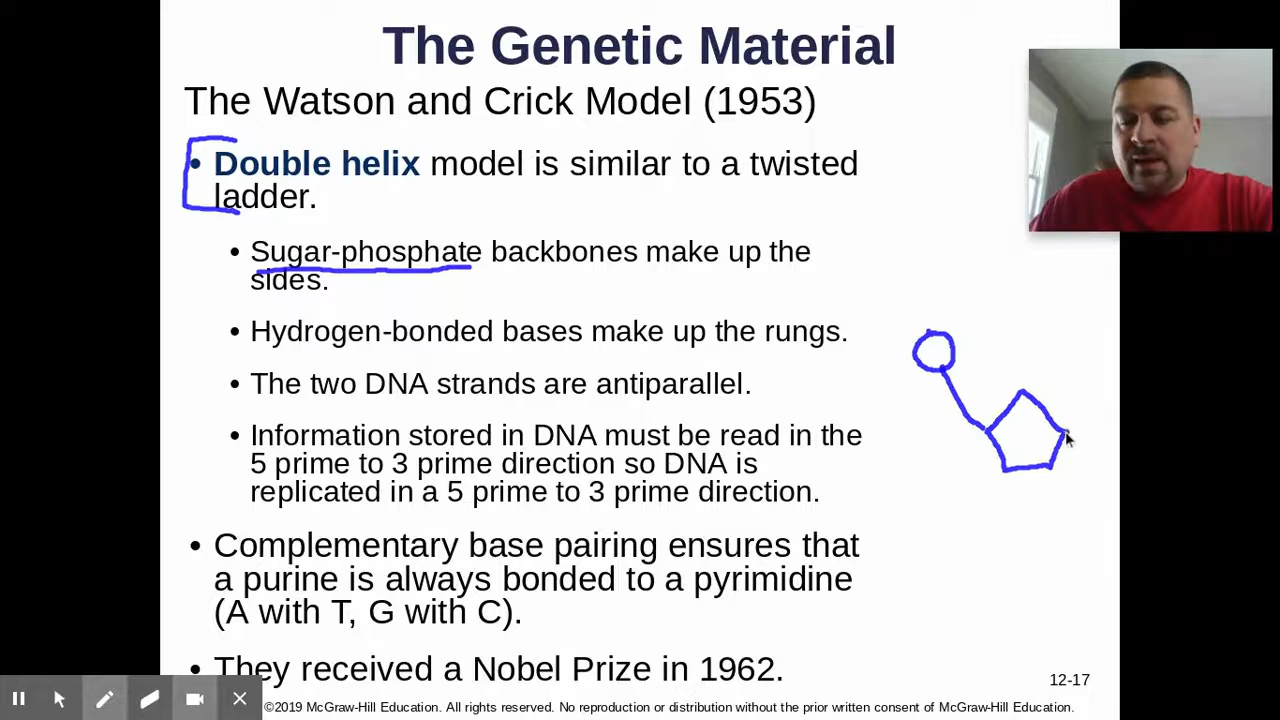 The Genetic Material
The Watson and Crick Model (1953)
• Double helix model is similar to a twisted
ladder.
• Sugar-phosphate backbones make up the
sides.
• Hydrogen-bonded bases make up the rungs.
• The two DNA strands are antiparallel.
• Information stored in DNA must be read in the
5 prime to 3 prime direction so DNA is
replicated in a 5 prime to 3 prime direction.
• Complementary base pairing ensures that
a purine is always bonded to a pyrimidine
(A with T, G with C).
• They received a Nobel Prize in 1962.
12-17
©2019 McGraw-Hill Education. All rights reserved. No reproduction or distribution without the prior written consent of McGraw-Hill Education.